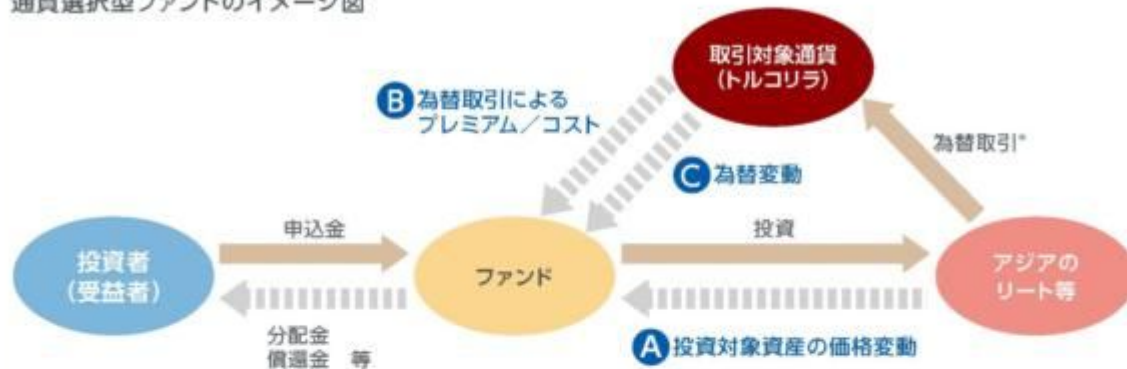 通貨選択型ファンドのイメージ図
取引対象通貨
(トルコリラ)
B 為替取引による
プレミアム／コスト
為替取引*
C 為替変動
申込金
投資
投資者
(受益者)
ファンド
アジアの
リート等
分配金
償還金 等
A 投資対象資産の価格変動